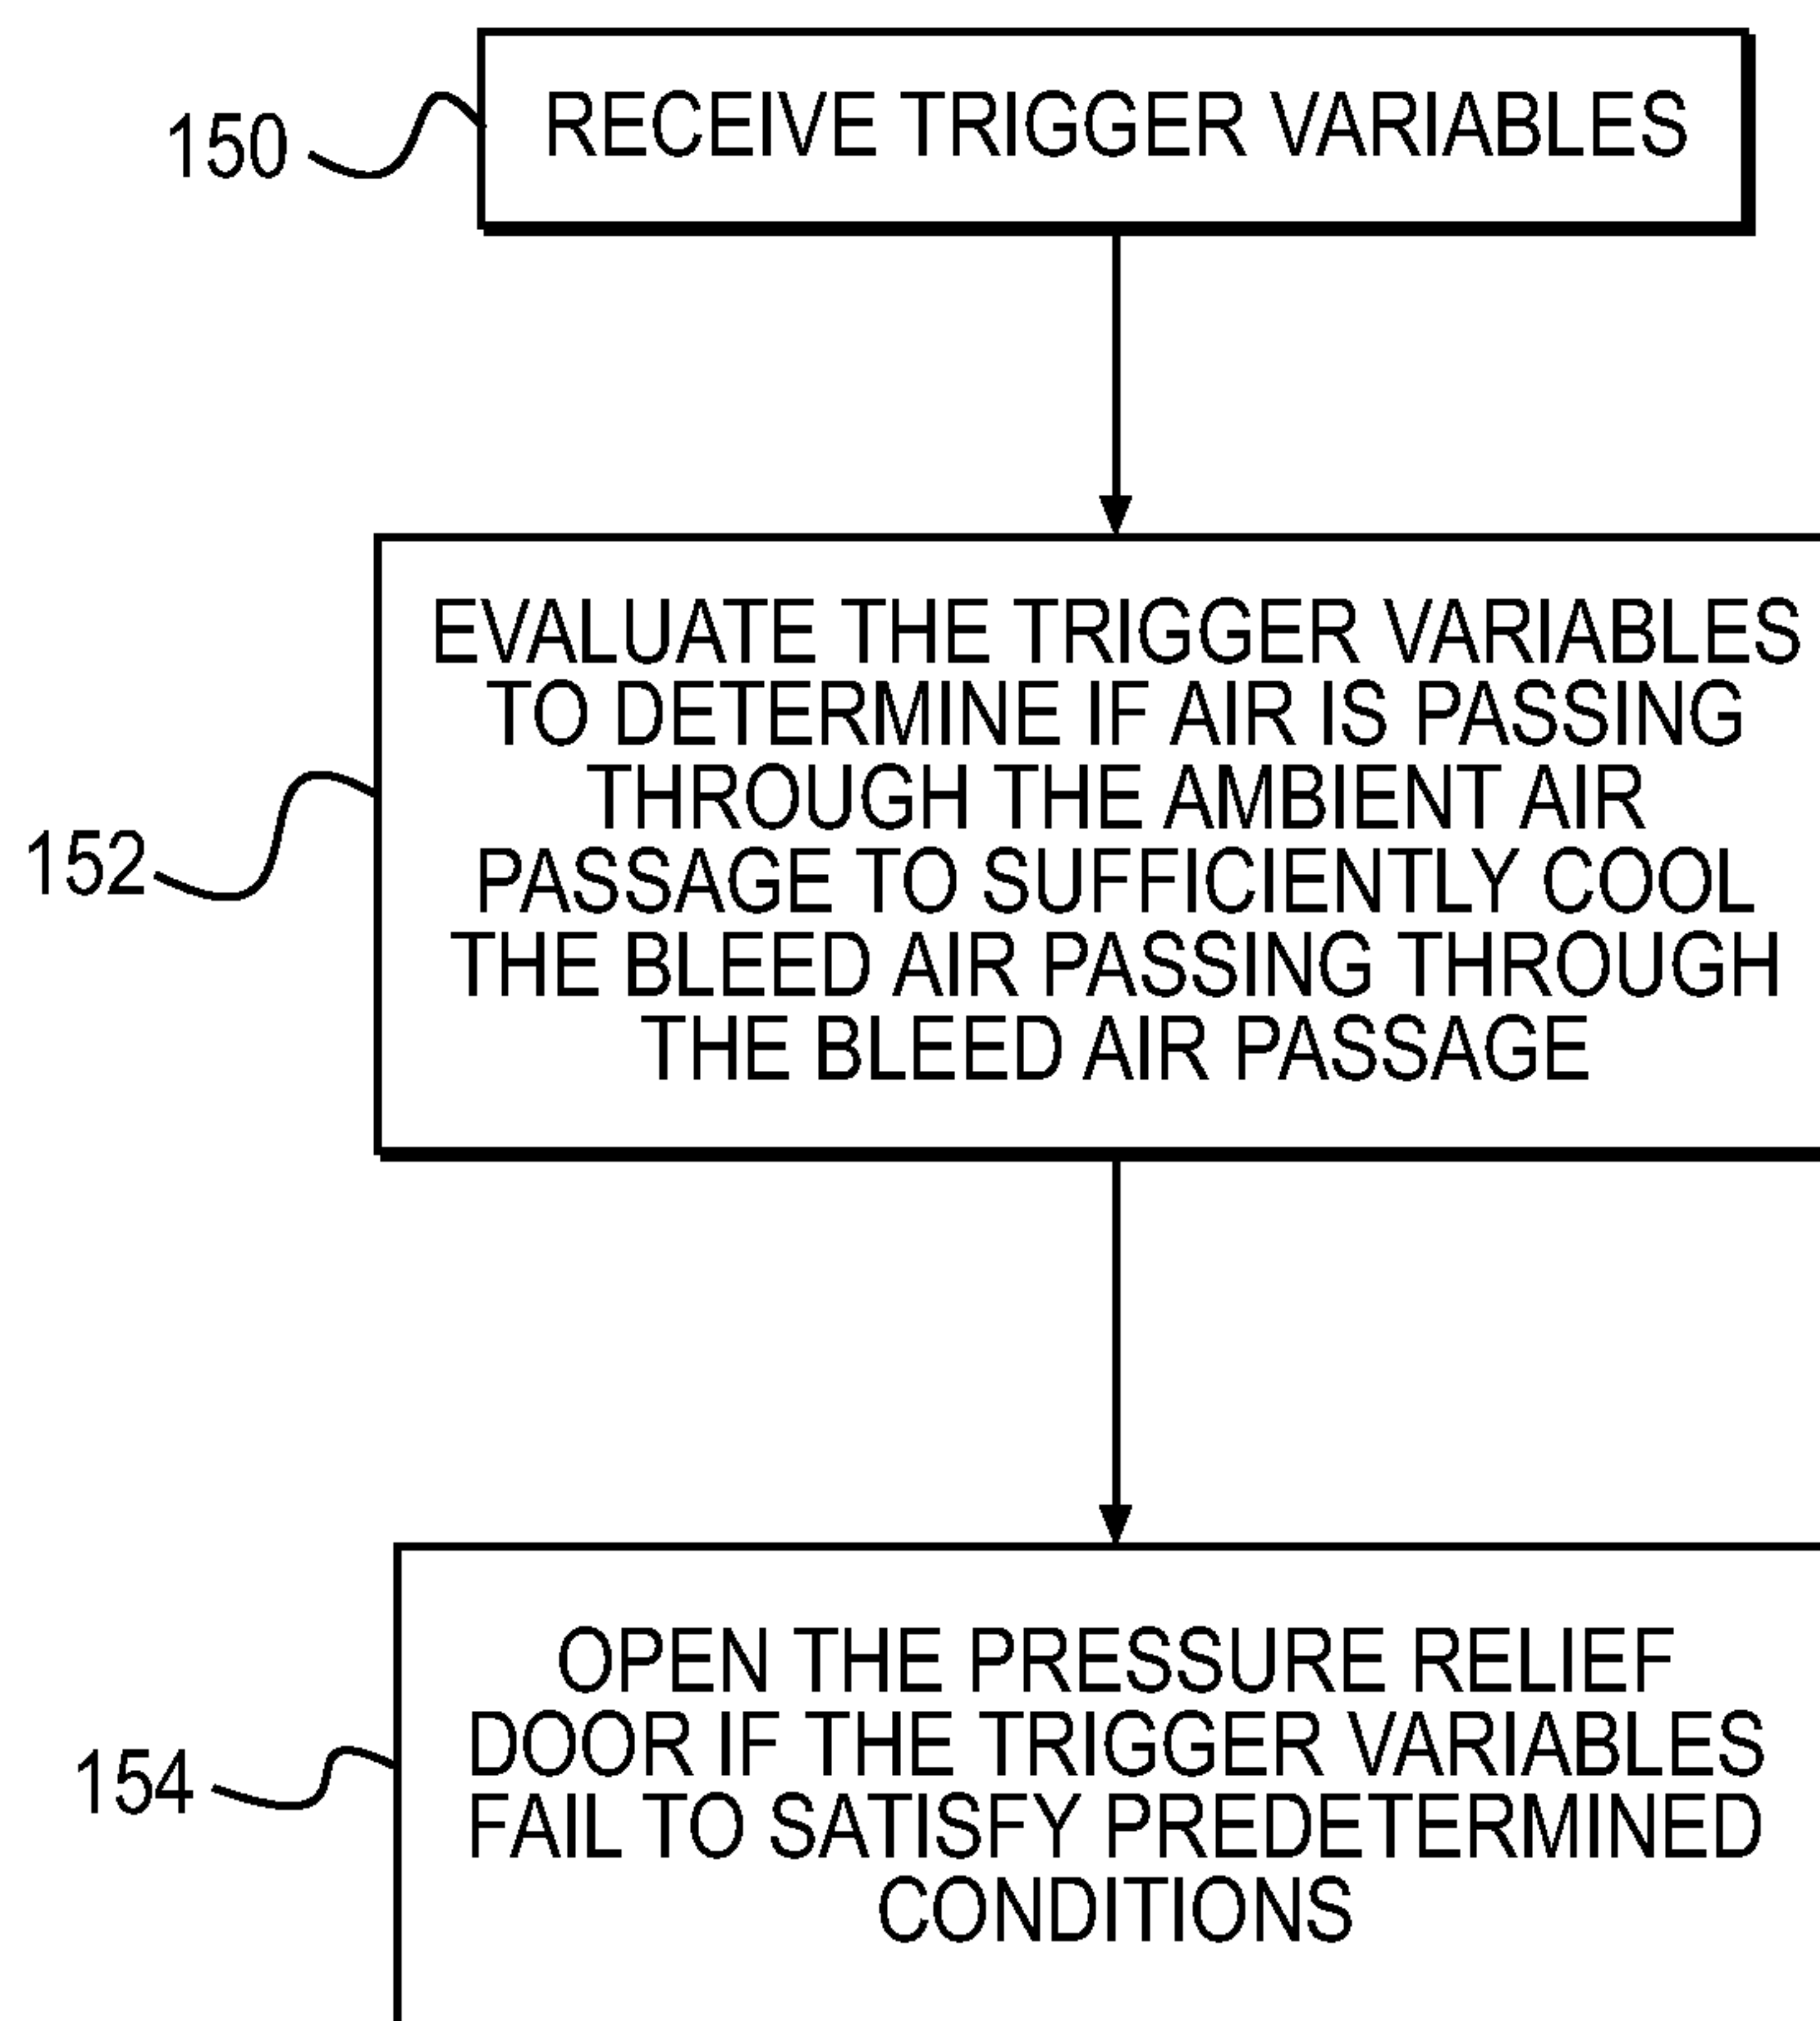 150
RECEIVE TRIGGER VARIABLES
152
EVALUATE THE TRIGGER VARIABLES
TO DETERMINE IF AIR IS PASSING
THROUGH THE AMBIENT AIR
PASSAGE TO SUFFICIENTLY COOL
THE BLEED AIR PASSING THROUGH
THE BLEED AIR PASSAGE
154
OPEN THE PRESSURE RELIEF
DOOR IF THE TRIGGER VARIABLES
FAIL TO SATISFY PREDETERMINED
CONDITIONS